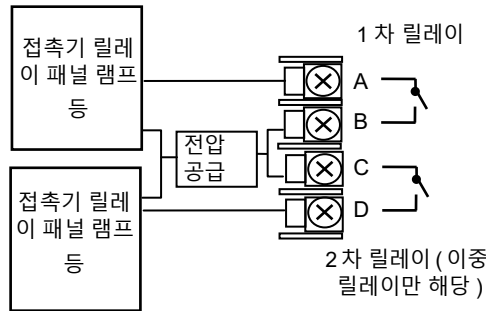 접촉기 릴레
이 패널 램프
등
1 차 릴레이
A
B
전압
공급
C
D
접촉기 릴레
이 패널 램프
등
2 차 릴레이 ( 이중
릴레이만 해당 )